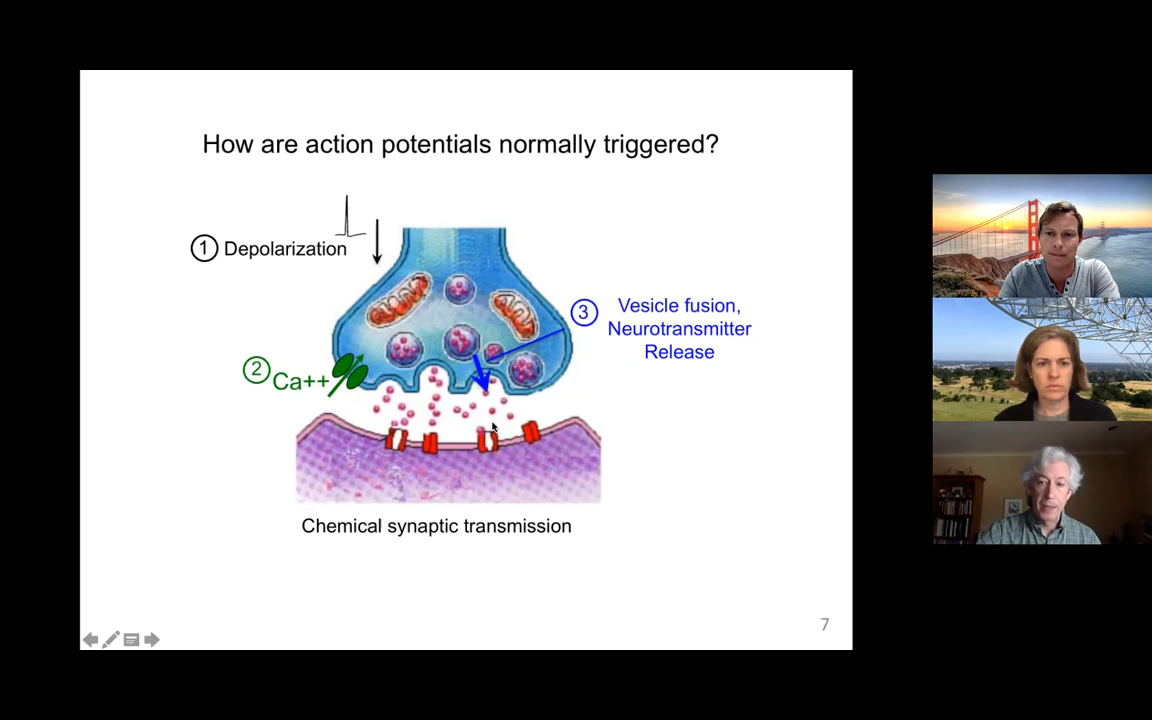 How are action potentials normally triggered?
1 Depolarization
2 Ca++
3 Vesicle fusion,
Neurotransmitter
Release
Chemical synaptic transmission
7